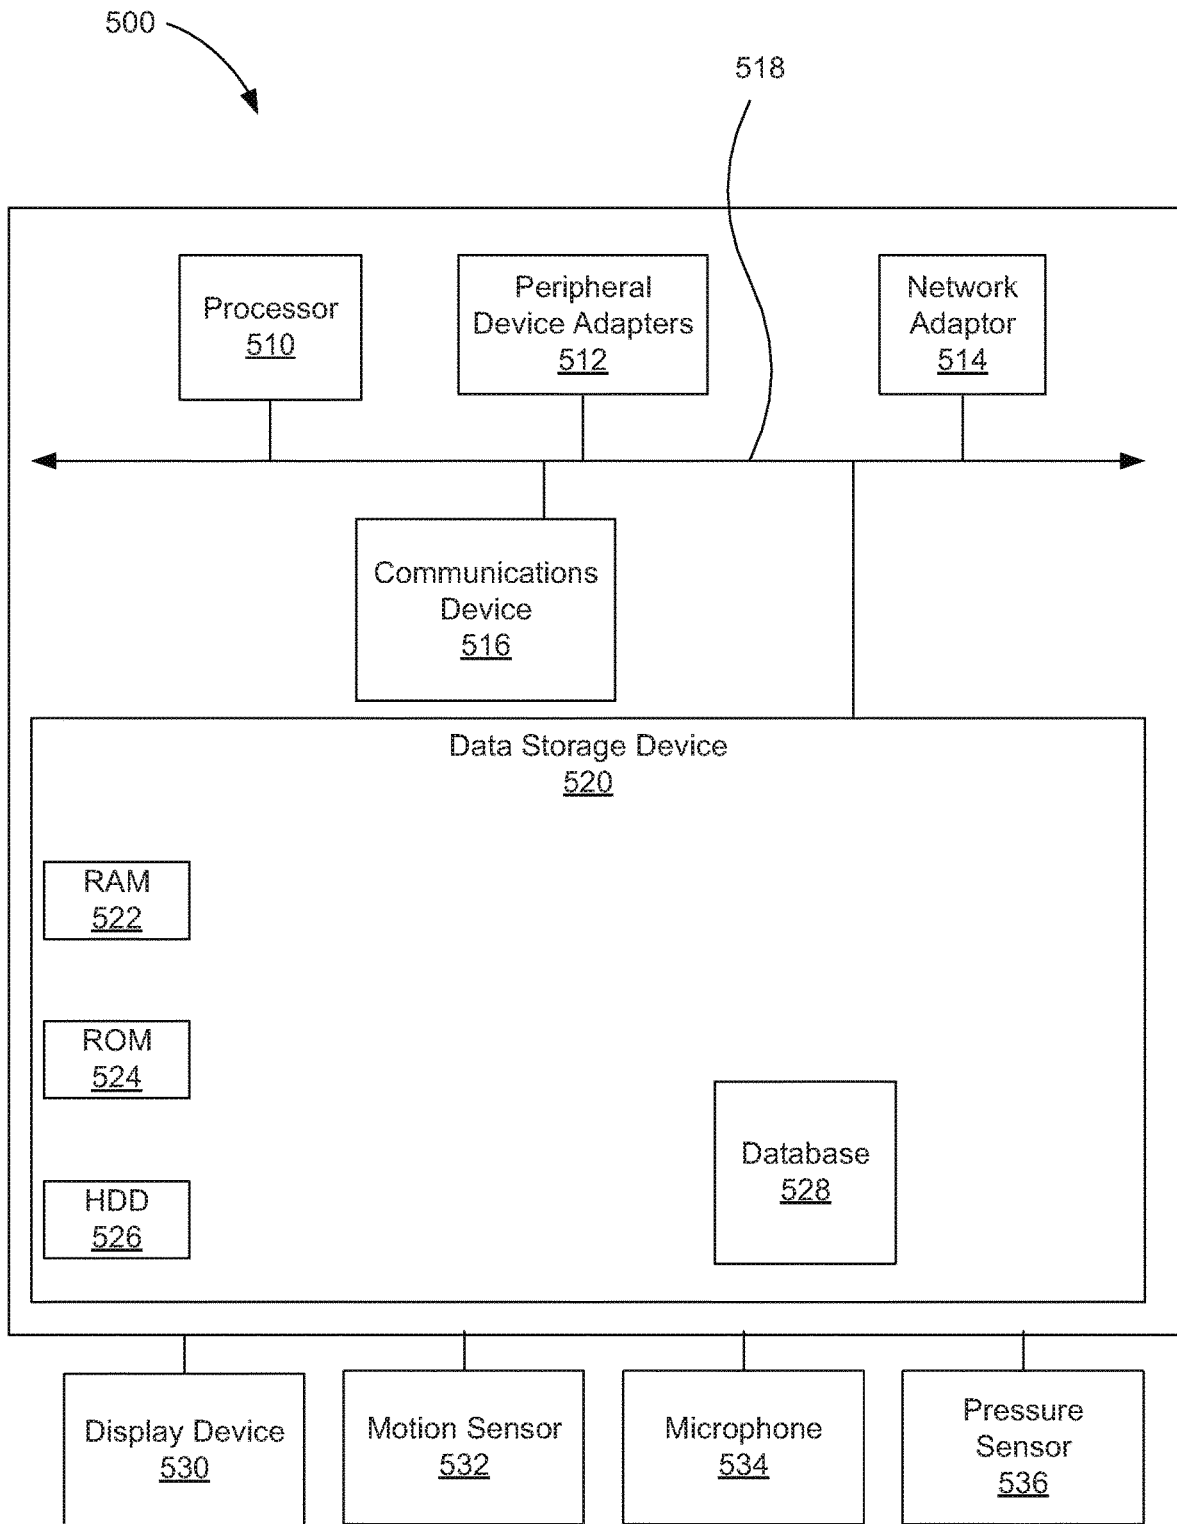 500
518
Processor
510
Peripheral
Device Adapters
512
Network
Adaptor
514
Communications
Device
516
Data Storage Device
520
RAM
522
ROM
524
HDD
526
Database
528
Display Device
530
Motion Sensor
532
Microphone
534
Pressure
Sensor
536